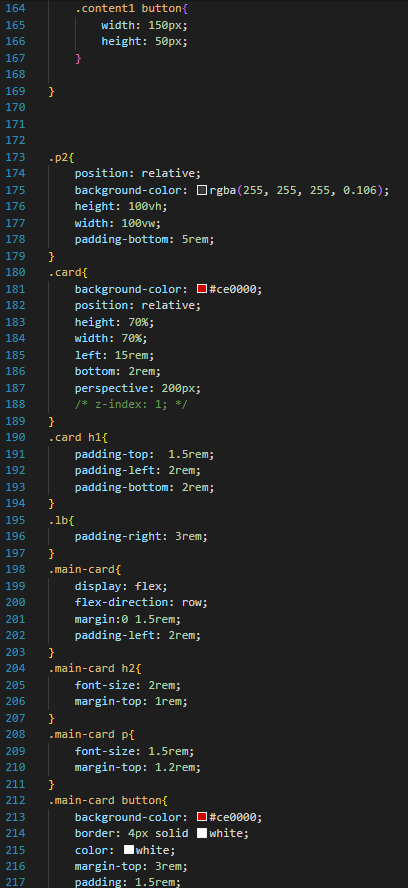 164 .content1 button{
165 width: 150px;
166 height: 50px;
167 }
168
169 }
170
171
172
173 .p2{
174 position: relative;
175 background-color: rgba(255, 255, 255, 0.106);
176 height: 100vh;
177 width: 100vw;
178 padding-bottom: 5rem;
179 }
180 .card{
181 background-color: #ce0000;
182 position: relative;
183 height: 70%;
184 width: 70%;
185 left: 15rem;
186 bottom: 2rem;
187 perspective: 200px;
188 /* z-index: 1; */
189 }
190 .card h1{
191 padding-top:  1.5rem;
192 padding-left: 2rem;
193 padding-bottom: 2rem;
194 }
195 .lb{
196 padding-right: 3rem;
197 }
198 .main-card{
199 display: flex;
200 flex-direction: row;
201 margin:0 1.5rem;
202 padding-left: 2rem;
203 }
204 .main-card h2{
205 font-size: 2rem;
206 margin-top: 1rem;
207 }
208 .main-card p{
209 font-size: 1.5rem;
210 margin-top: 1.2rem;
211 }
212 .main-card button{
213 background-color: #ce0000;
214 border: 4px solid white;
215 color: white;
216 margin-top: 3rem;
217 padding: 1.5rem;